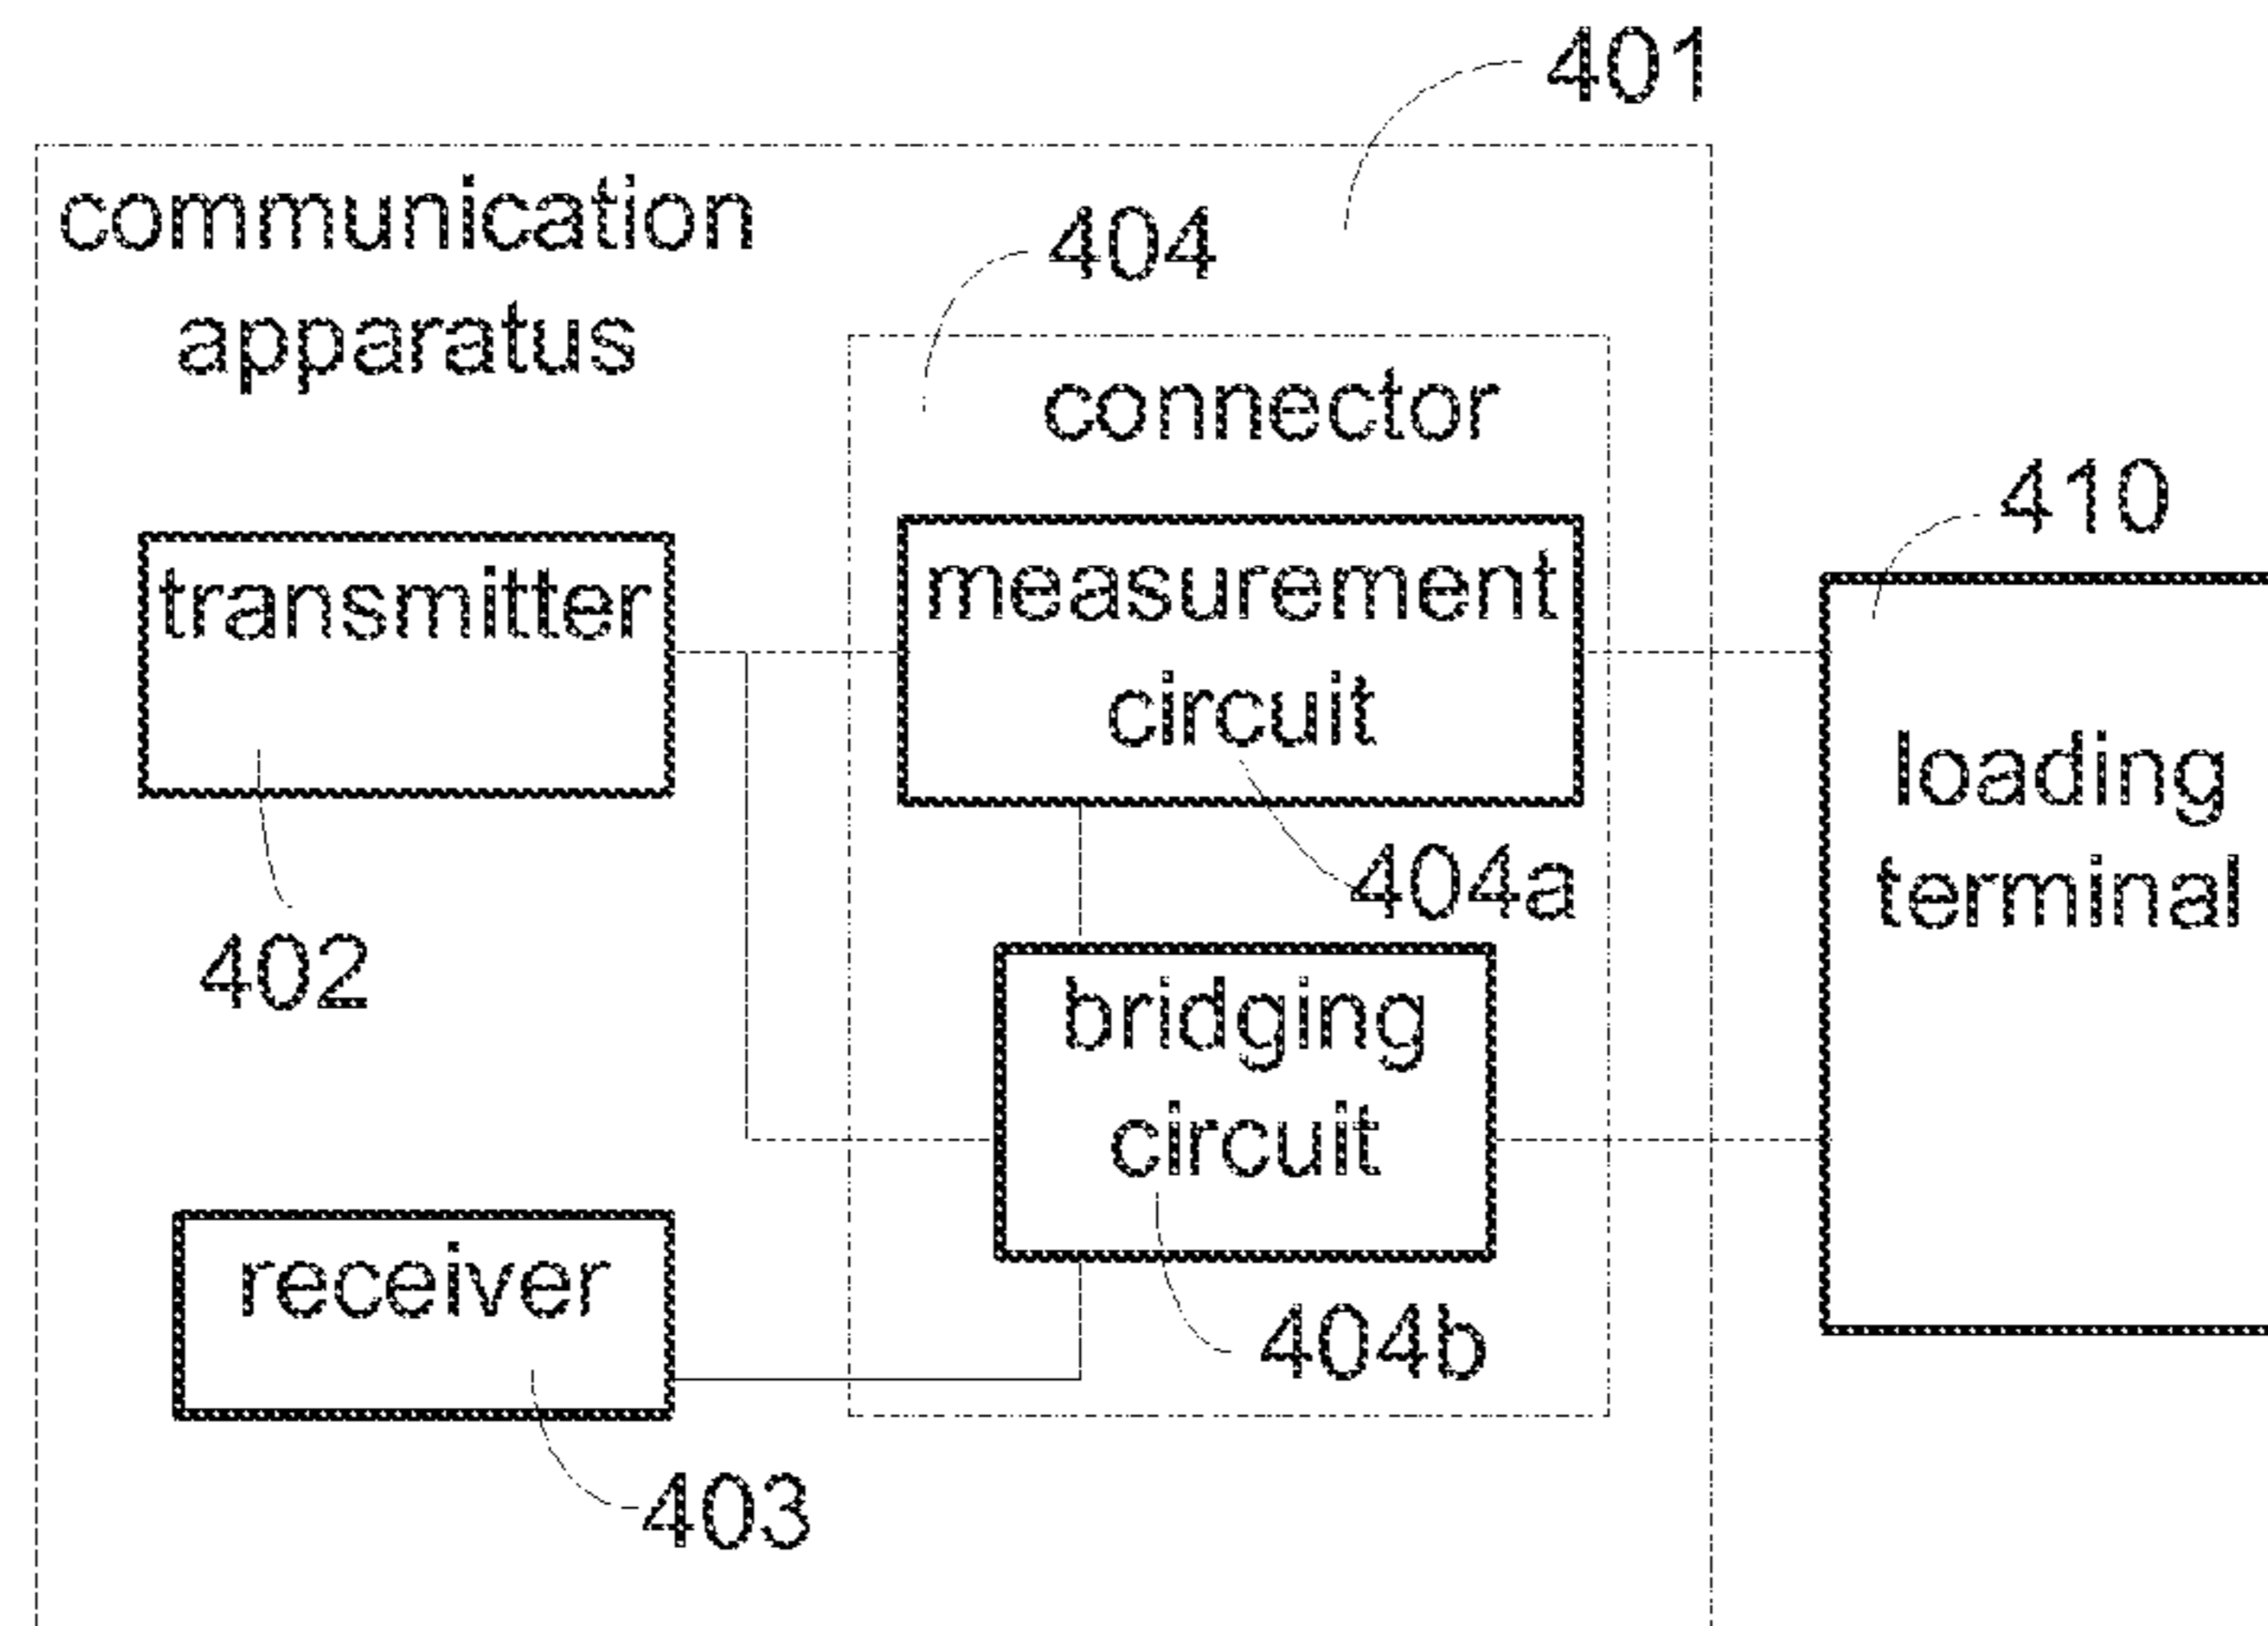 401
communication
apparatus
404
connector
410
transmitter
measurement
circuit
loading
terminal
404a
402
bridging
circuit
receiver
404b
403